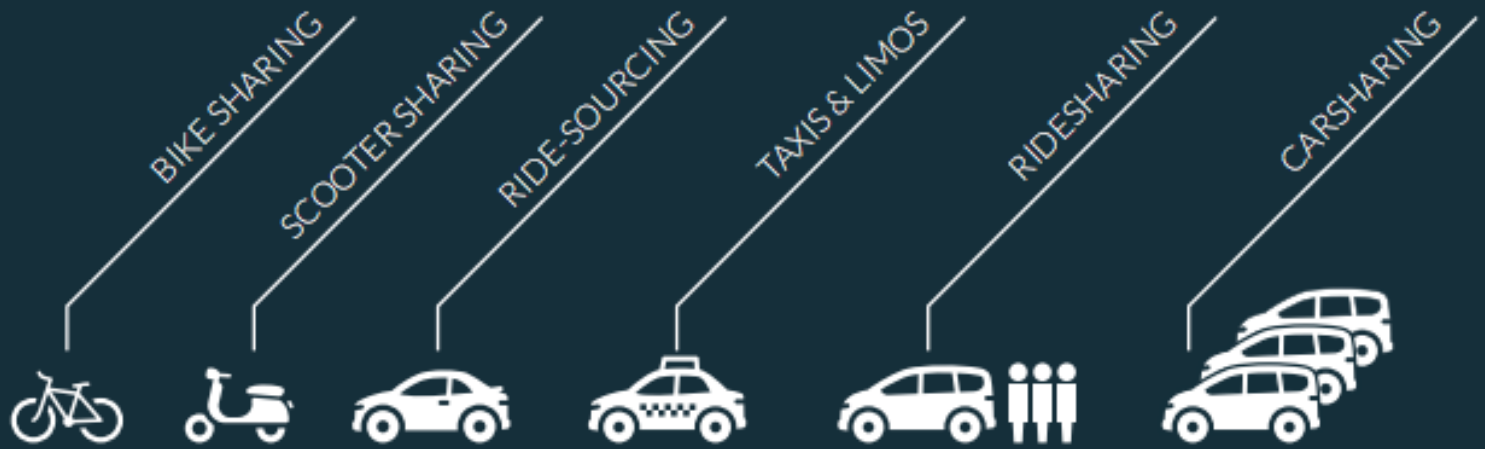 BIKE SHARING
SCOOTER SHARING
RIDE-SOURCING
TAXIS & LIMOS
RIDESHARING
CARSHARING